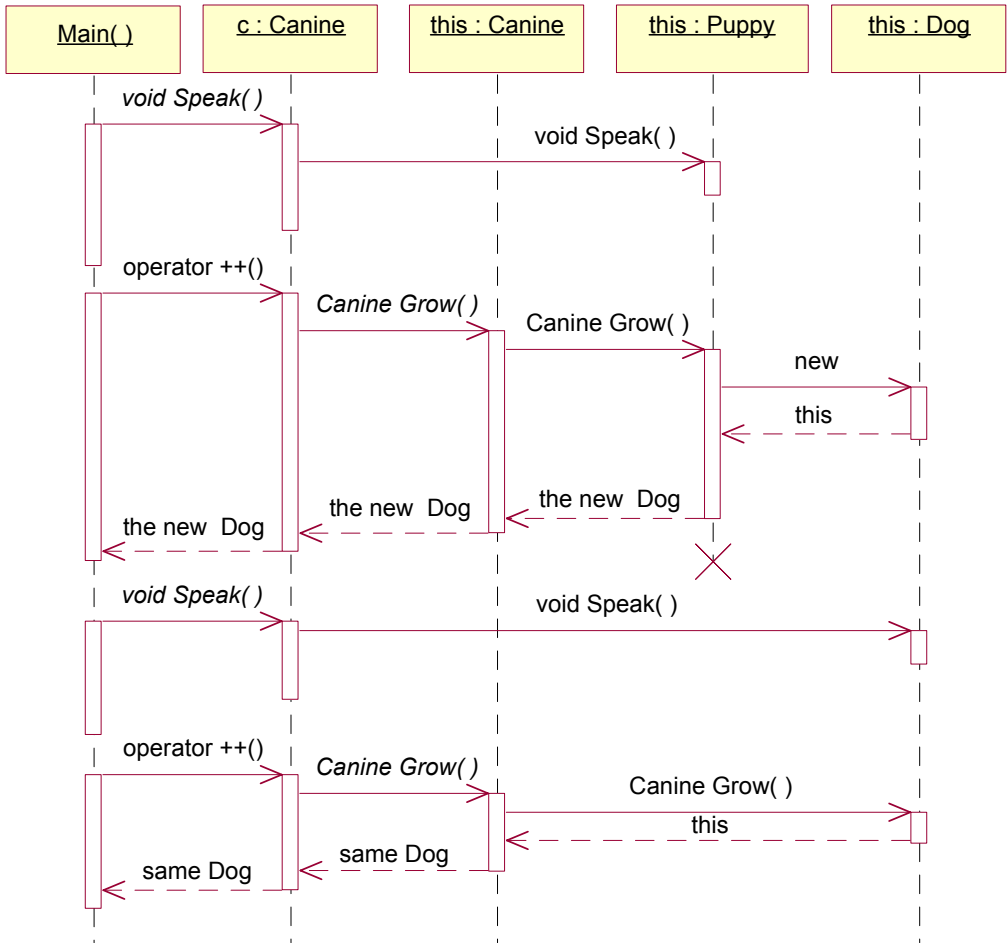 Main( )
c : Canine
this : Canine
this : Puppy
this : Dog
void Speak( )
void Speak( )
operator ++()
Canine Grow( )
Canine Grow( )
new
this
the new Dog
the new Dog
the new Dog
void Speak( )
void Speak( )
operator ++()
Canine Grow( )
Canine Grow( )
this
same Dog
same Dog